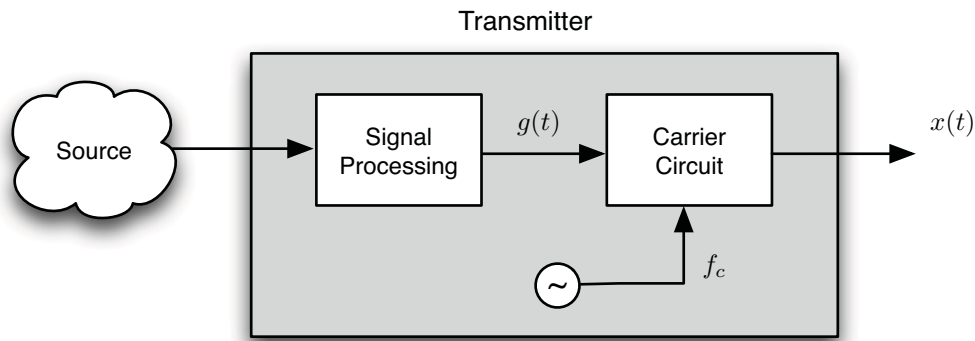 Transmitter
Source
Signal
Processing
g(t)
Carrier
Circuit
x(t)
~
f_c